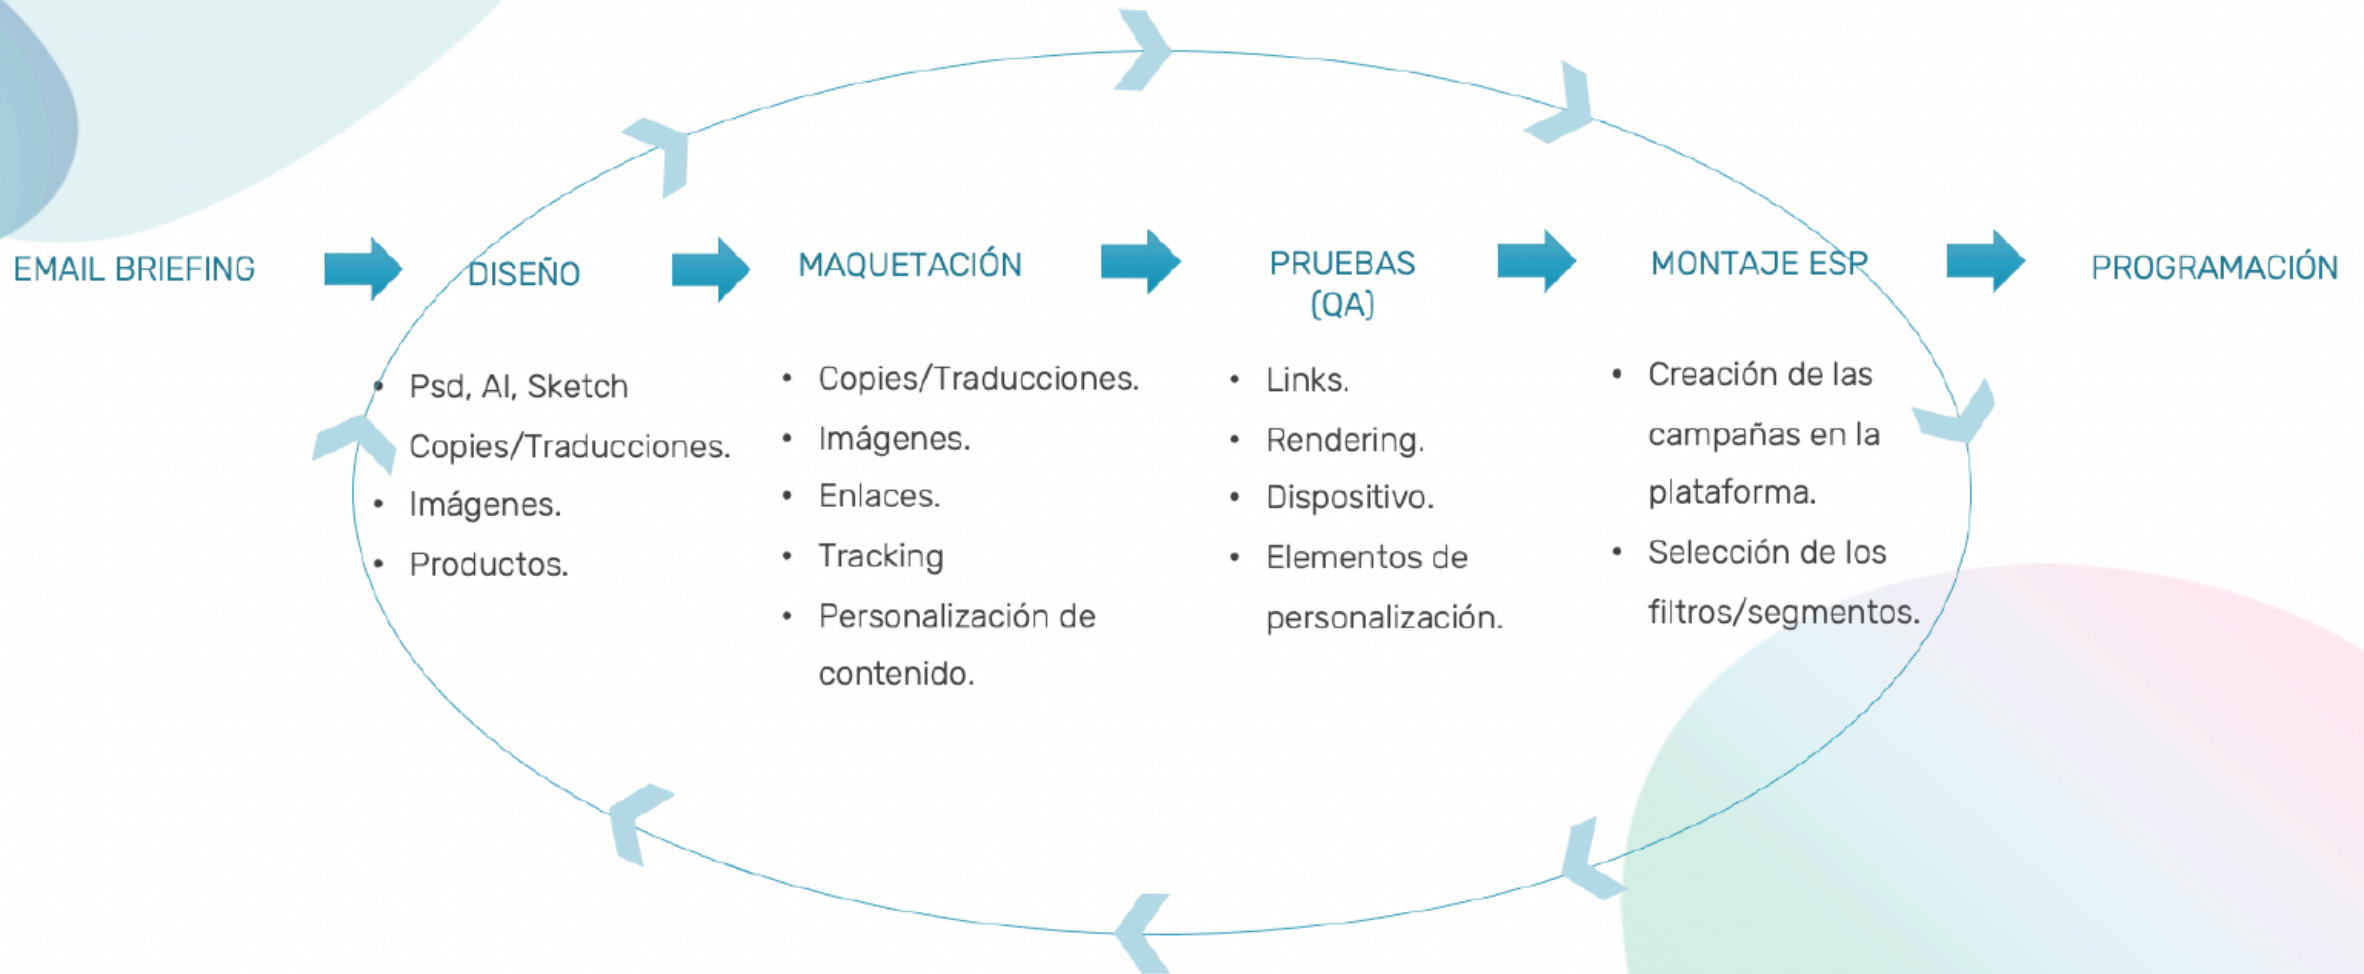 EMAIL BRIEFING
DISEÑO
• Psd, AI, Sketch
Copies/Traducciones.
• Imágenes.
• Productos.
MAQUETACIÓN
• Copies/Traducciones.
• Imágenes.
• Enlaces.
• Tracking
• Personalización de
contenido.
PRUEBAS
(QA)
• Links.
• Rendering.
• Dispositivo.
• Elementos de
personalización.
MONTAJE ESP
• Creación de las
campañas en la
plataforma.
• Selección de los
filtros/segmentos.
PROGRAMACIÓN